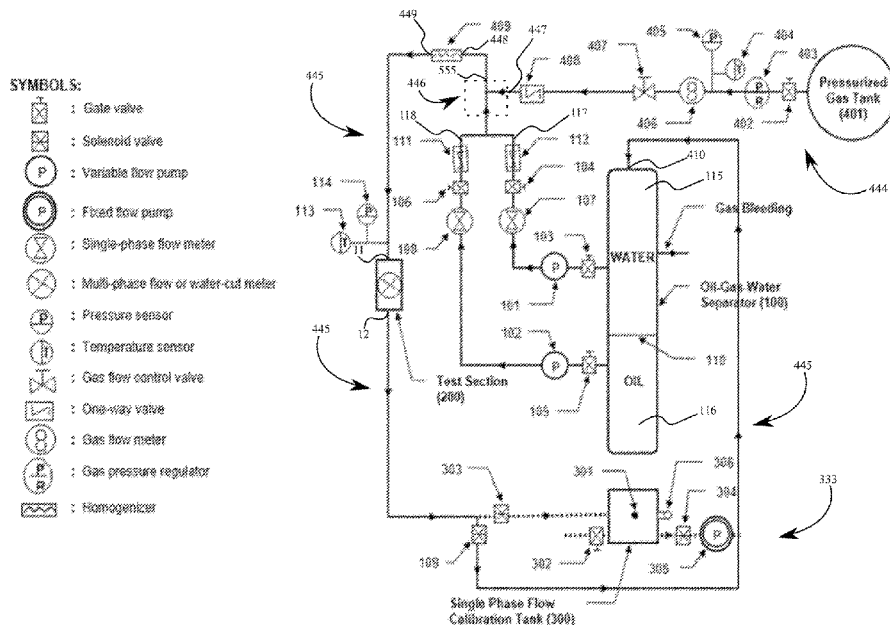 SYMBOLS:
: Gate valve
: Solenoid valve
P : Variable flow pump
P : Fixed flow pump
: Single-phase flow meter
: Multi-phase flow or water-cut meter
P : Pressure sensor
T : Temperature sensor
: Gas flow control valve
: One-way valve
: Gas flow meter
P R : Gas pressure regulator
: Homogenizer
449
409
448
447
555
445
446
408
407
405
404
403
406
402
Pressurized
Gas Tank
(401)
444
118
117
111
112
106
104
108
107
114
113
P
T
11
12
445
Test Section
(200)
410
115
WATER
Gas Bleeding
Oil-Gas-Water
Separator (100)
103
P
101
102
P
105
110
OIL
116
445
303
301
306
304
333
109
302
305
P
Single Phase Flow
Calibration Tank (300)